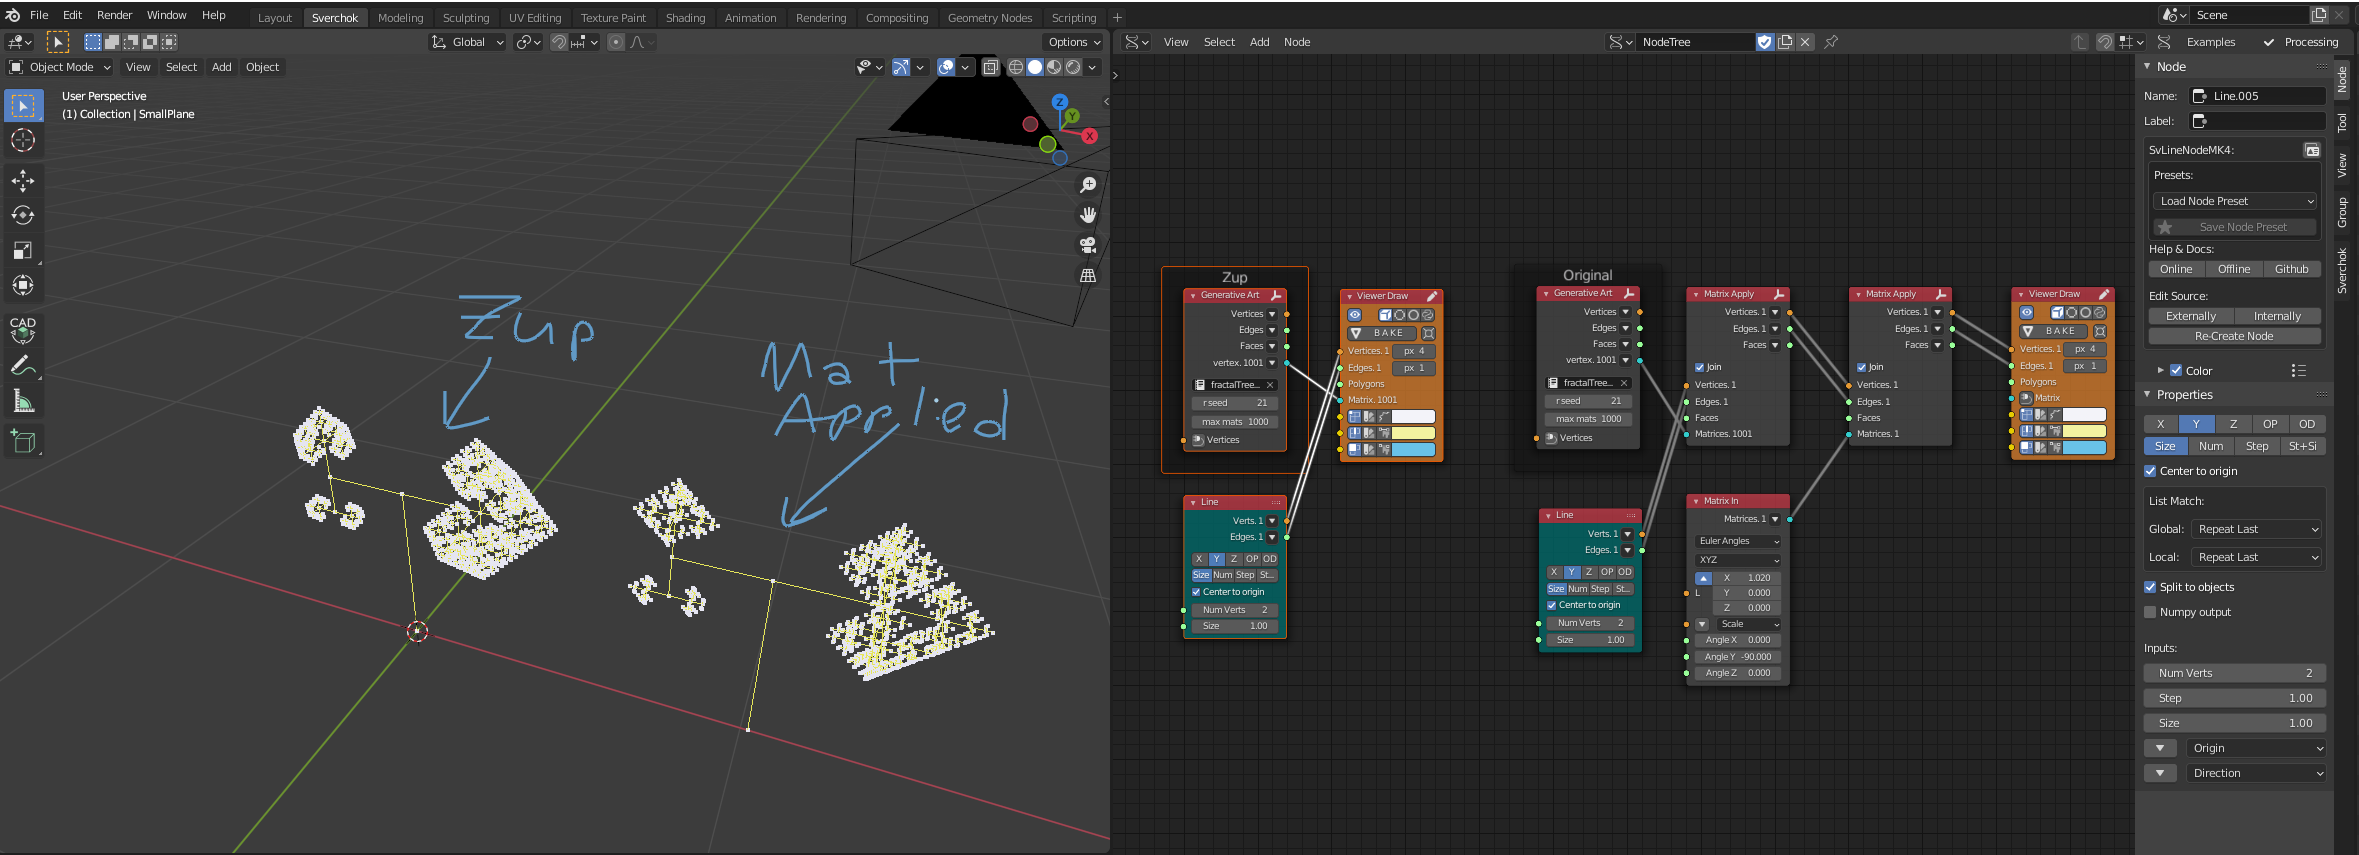 File Edit Render Window Help
Layout Sverchok Modeling Sculpting UV Editing Texture Paint Shading Animation Rendering Compositing Geometry Nodes Scripting +
Scene
Global
Options
View Select Add Node
NodeTree
Examples
Processing
Object Mode View Select Add Object
User Perspective
(1) Collection | SmallPlane
Z
Y
X
CAD
Zup
Mat
Applied
Zup
Generative Art
Vertices
Edges
Faces
vertex. 1001
fractalTree...
r seed 21
max mats 1000
Vertices
Viewer Draw
BAKE
Vertices. 1 px 4
Edges. 1 px 1
Polygons
Matrix. 1001
Line
Verts. 1
Edges. 1
X Y Z OP OD
Size Num Step St...
Center to origin
Num Verts 2
Size 1.00
Original
Generative Art
Vertices
Edges
Faces
vertex. 1001
fractalTree...
r seed 21
max mats 1000
Vertices
Line
Verts. 1
Edges. 1
X Y Z OP OD
Size Num Step St...
Center to origin
Num Verts 2
Size 1.00
Matrix Apply
Vertices. 1
Edges. 1
Faces
Join
Vertices. 1
Edges. 1
Faces
Matrices. 1001
Matrix In
Matrices. 1
Euler Angles
XYZ
X 1.020
L Y 0.000
Z 0.000
Scale
Angle X 0.000
Angle Y -90.000
Angle Z 0.000
Matrix Apply
Vertices. 1
Edges. 1
Faces
Join
Vertices. 1
Edges. 1
Faces
Matrices. 1
Viewer Draw
BAKE
Vertices. 1 px 4
Edges. 1 px 1
Polygons
Matrix
Node
Name: Line.005
Label:
SvLineNodeMK4:
Presets:
Load Node Preset
Save Node Preset
Help & Docs:
Online Offline Github
Edit Source:
Externally Internally
Re-Create Node
Color
Properties
X Y Z OP OD
Size Num Step St+Si
Center to origin
List Match:
Global: Repeat Last
Local: Repeat Last
Split to objects
Numpy output
Inputs:
Num Verts 2
Step 1.00
Size 1.00
Origin
Direction
Node
Tool
View
Group
Sverchok